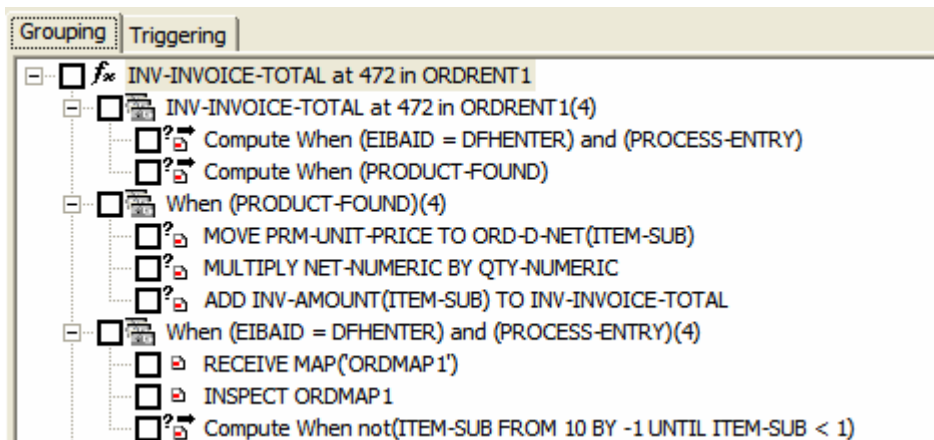 Grouping Triggering
fx INV-INVOICE-TOTAL at 472 in ORDRENT1
INV-INVOICE-TOTAL at 472 in ORDRENT1(4)
? Compute When (EIBAID = DFHENTER) and (PROCESS-ENTRY)
? Compute When (PRODUCT-FOUND)
When (PRODUCT-FOUND)(4)
? MOVE PRM-UNIT-PRICE TO ORD-D-NET(ITEM-SUB)
? MULTIPLY NET-NUMERIC BY QTY-NUMERIC
? ADD INV-AMOUNT(ITEM-SUB) TO INV-INVOICE-TOTAL
When (EIBAID = DFHENTER) and (PROCESS-ENTRY)(4)
RECEIVE MAP('ORDMAP1')
INSPECT ORDMAP1
? Compute When not(ITEM-SUB FROM 10 BY -1 UNTIL ITEM-SUB < 1)